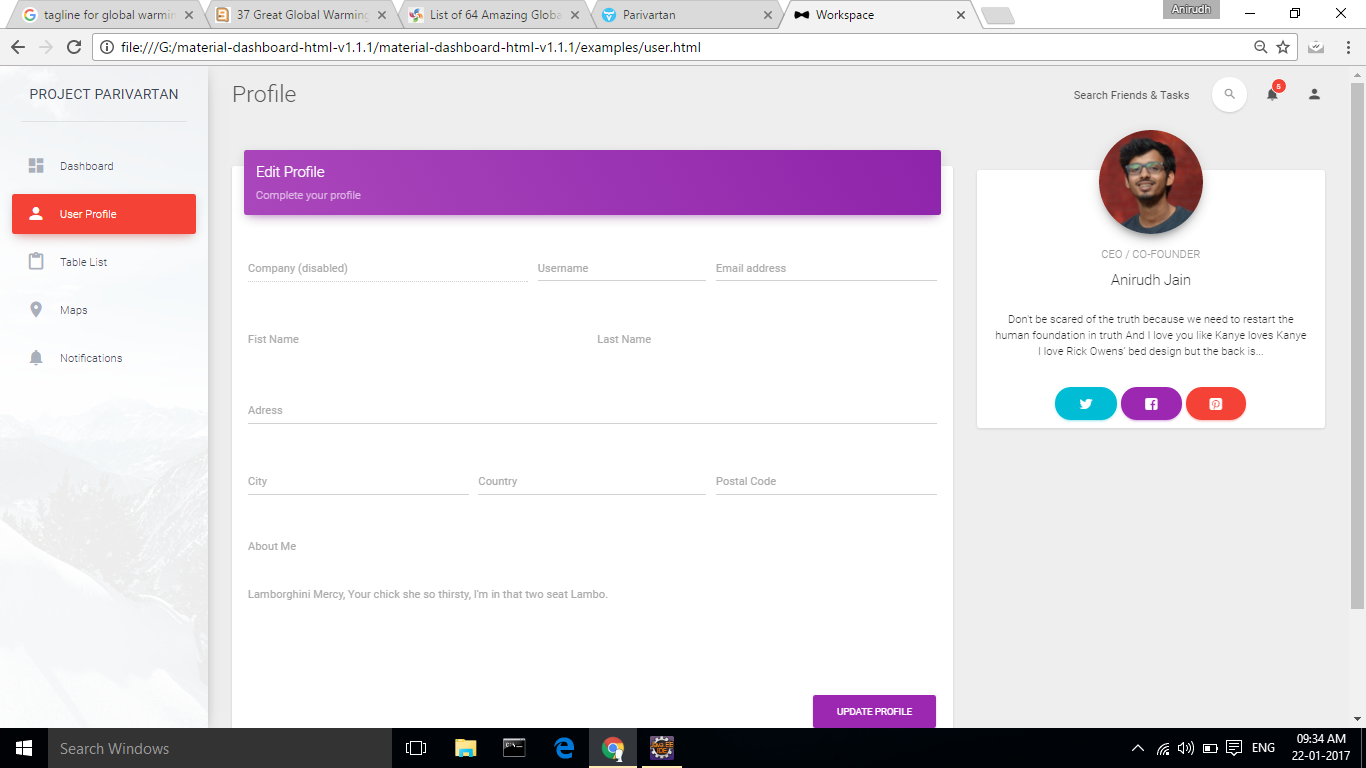 tagline for global warmin
37 Great Global Warming
List of 64 Amazing Globa
Parivartan
Workspace
Anirudh
file:///G:/material-dashboard-html-v1.1.1/material-dashboard-html-v1.1.1/examples/user.html
PROJECT PARIVARTAN
Dashboard
User Profile
Table List
Maps
Notifications
Profile
Search Friends & Tasks
5
Edit Profile
Complete your profile
Company (disabled)
Username
Email address
Fist Name
Last Name
Adress
City
Country
Postal Code
About Me
Lamborghini Mercy, Your chick she so thirsty, I'm in that two seat Lambo.
UPDATE PROFILE
CEO / CO-FOUNDER
Anirudh Jain
Don't be scared of the truth because we need to restart the
human foundation in truth And I love you like Kanye loves Kanye
I love Rick Owens' bed design but the back is...
Search Windows
ENG
09:34 AM
22-01-2017